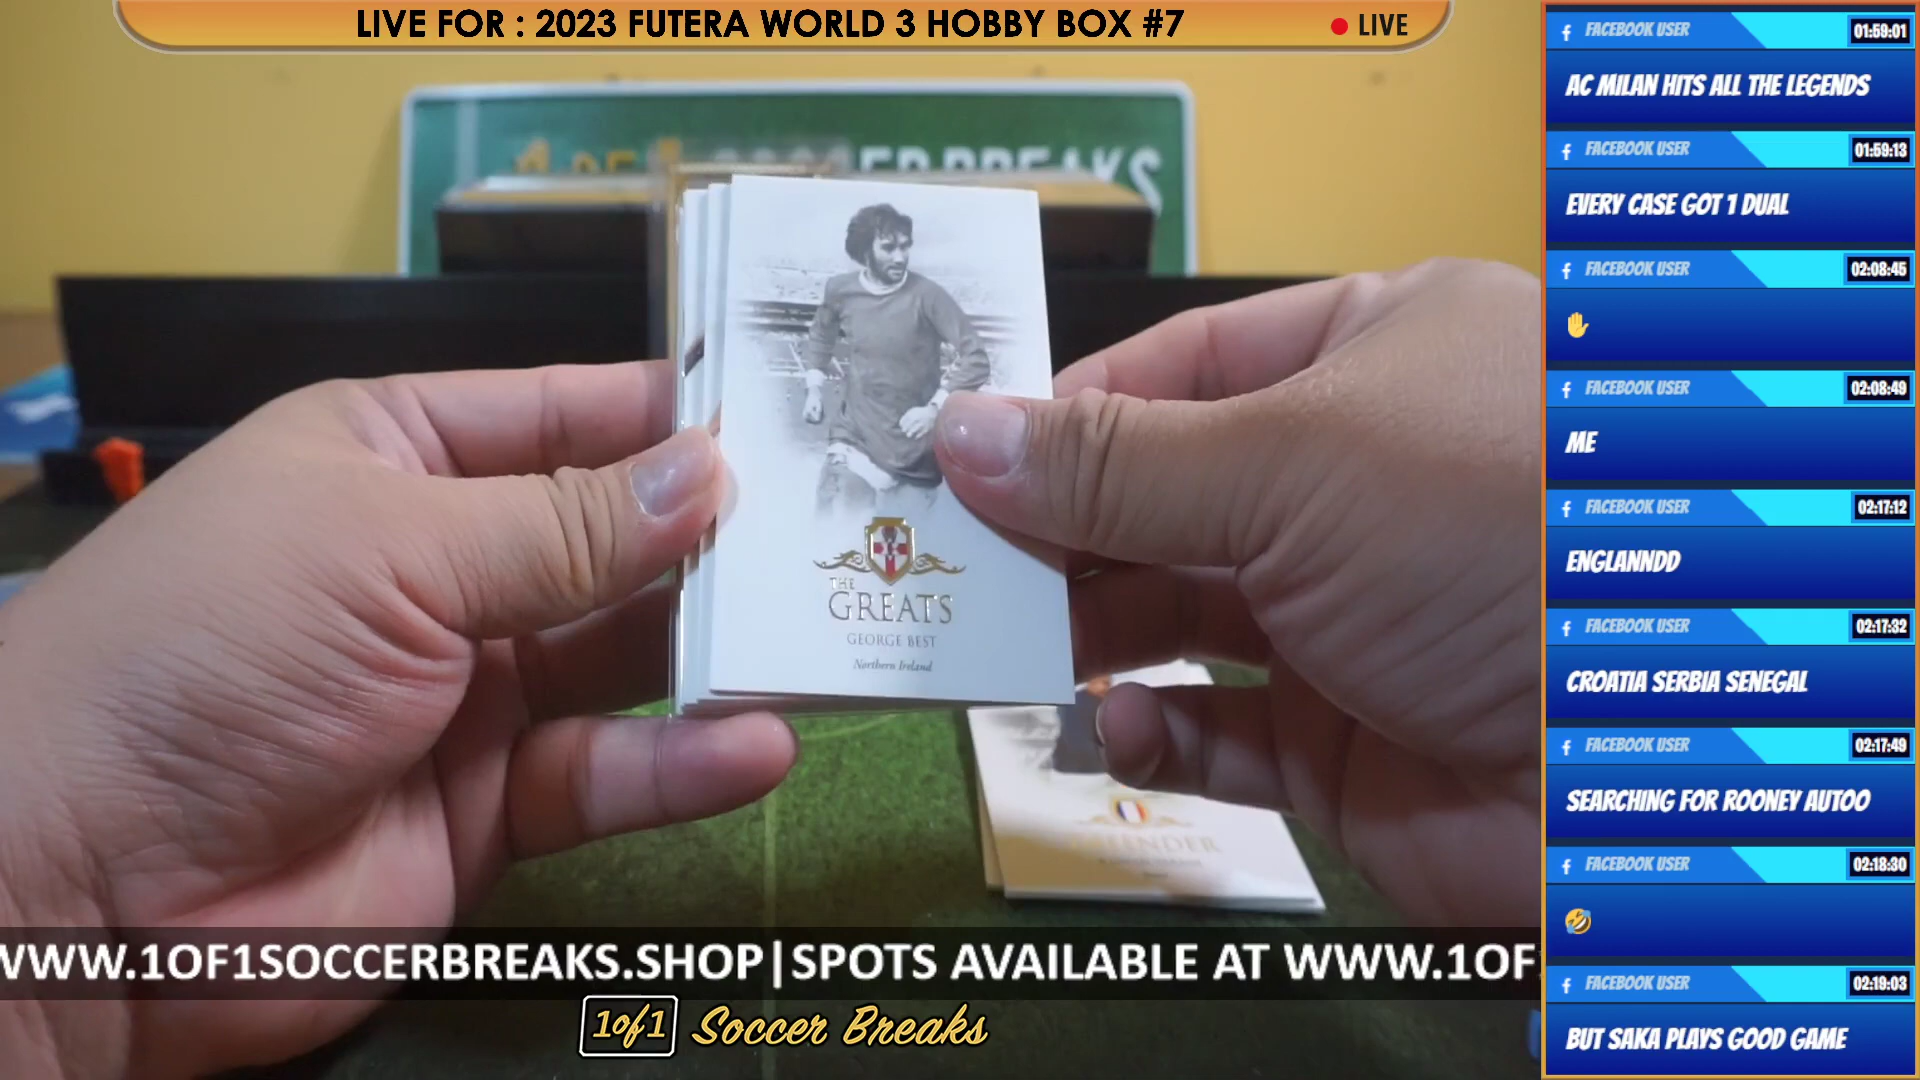 LIVE FOR : 2023 FUTERA WORLD 3 HOBBY BOX #7
LIVE
THE
GREATS
GEORGE BEST
Northern Ireland
WWW.1OF1SOCCERBREAKS.SHOP|SPOTS AVAILABLE AT WWW.1OF
1of1 Soccer Breaks
FACEBOOK USER 01:59:01
AC MILAN HITS ALL THE LEGENDS
FACEBOOK USER 01:59:13
EVERY CASE GOT 1 DUAL
FACEBOOK USER 02:08:45
✋
FACEBOOK USER 02:08:49
ME
FACEBOOK USER 02:17:12
ENGLANNDD
FACEBOOK USER 02:17:32
CROATIA SERBIA SENEGAL
FACEBOOK USER 02:17:49
SEARCHING FOR ROONEY AUTOO
FACEBOOK USER 02:18:30
🤣
FACEBOOK USER 02:19:03
BUT SAKA PLAYS GOOD GAME